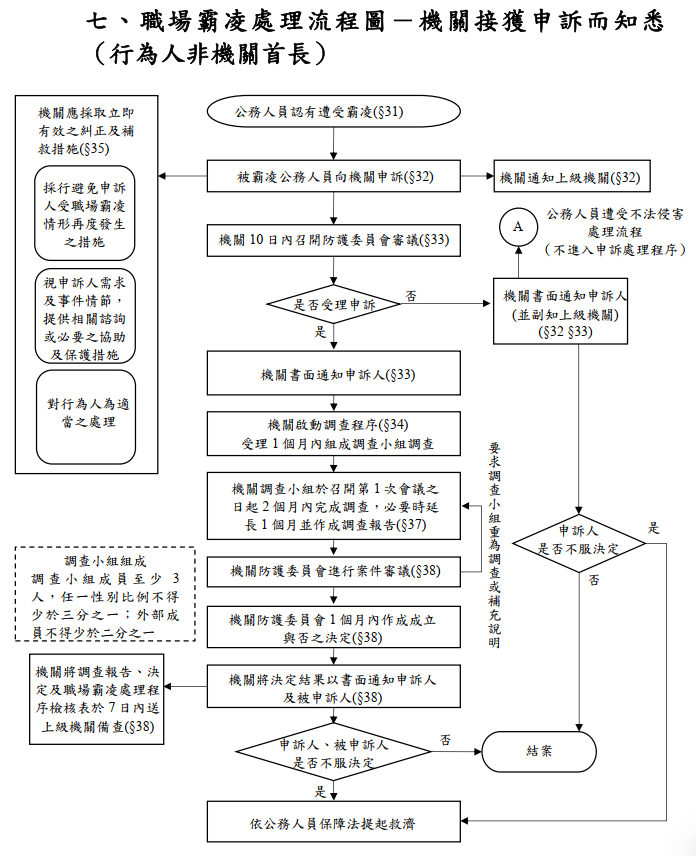 七、職場霸凌處理流程圖－機關接獲申訴而知悉
（行為人非機關首長）
機關應採取立即
有效之糾正及補
救措施(§35)
採行避免申訴
人受職場霸凌
情形再度發生
之措施
視申訴人需求
及事件情節，
提供相關諮詢
或必要之協助
及保護措施
對行為人為適
當之處理
公務人員認有遭受霸凌(§31)
被霸凌公務人員向機關申訴(§32)
機關通知上級機關(§32)
機關 10 日內召開防護委員會審議(§33)
A
公務人員遭受不法侵害
處理流程
（不進入申訴處理程序）
是否受理申訴
否
是
機關書面通知申訴人
(並副知上級機關)
(§32 §33)
機關書面通知申訴人(§33)
機關啟動調查程序(§34)
受理 1 個月內組成調查小組調查
機關調查小組於召開第 1 次會議之
日起 2 個月內完成調查，必要時延
長 1 個月並作成調查報告(§37)
要求調查小組重為調查或補充說明
機關防護委員會進行案件審議(§38)
調查小組組成
調查小組成員至少 3
人，任一性別比例不得
少於三分之一；外部成
員不得少於二分之一
機關防護委員會 1 個月內作成成立
與否之決定(§38)
機關將決定結果以書面通知申訴人
及被申訴人(§38)
機關將調查報告、決
定及職場霸凌處理程
序檢核表於 7 日內送
上級機關備查(§38)
申訴人
是否不服決定
是
否
申訴人、被申訴人
是否不服決定
否
結案
是
依公務人員保障法提起救濟